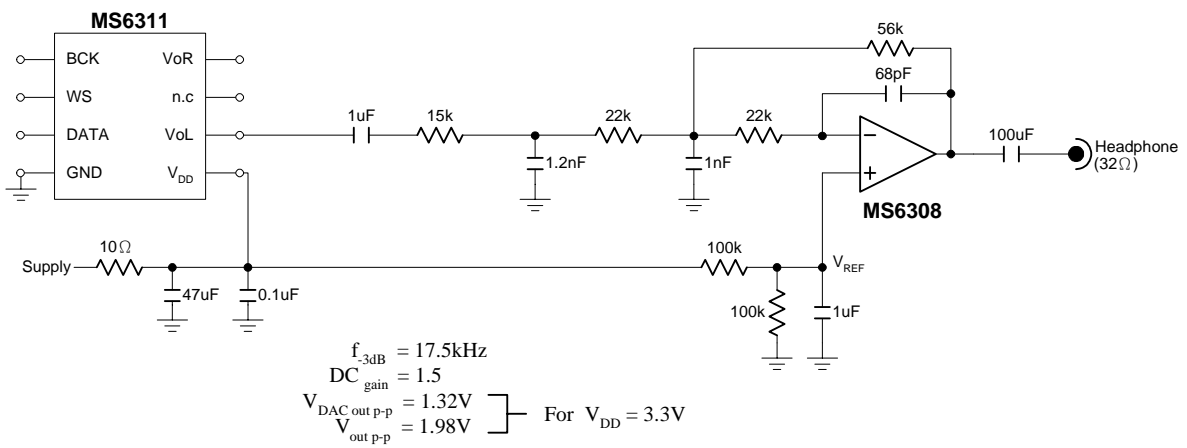 MS6311
BCK VoR
WS n.c
DATA VoL
GND VDD
1uF
15k
1.2nF
22k
1nF
22k
56k
68pF
−
+
MS6308
100uF
Headphone
(32Ω)
Supply
10Ω
47uF
0.1uF
100k
100k
VREF
1uF
f-3dB = 17.5kHz
DC gain = 1.5
VDAC out p-p = 1.32V
Vout p-p = 1.98V
For VDD = 3.3V